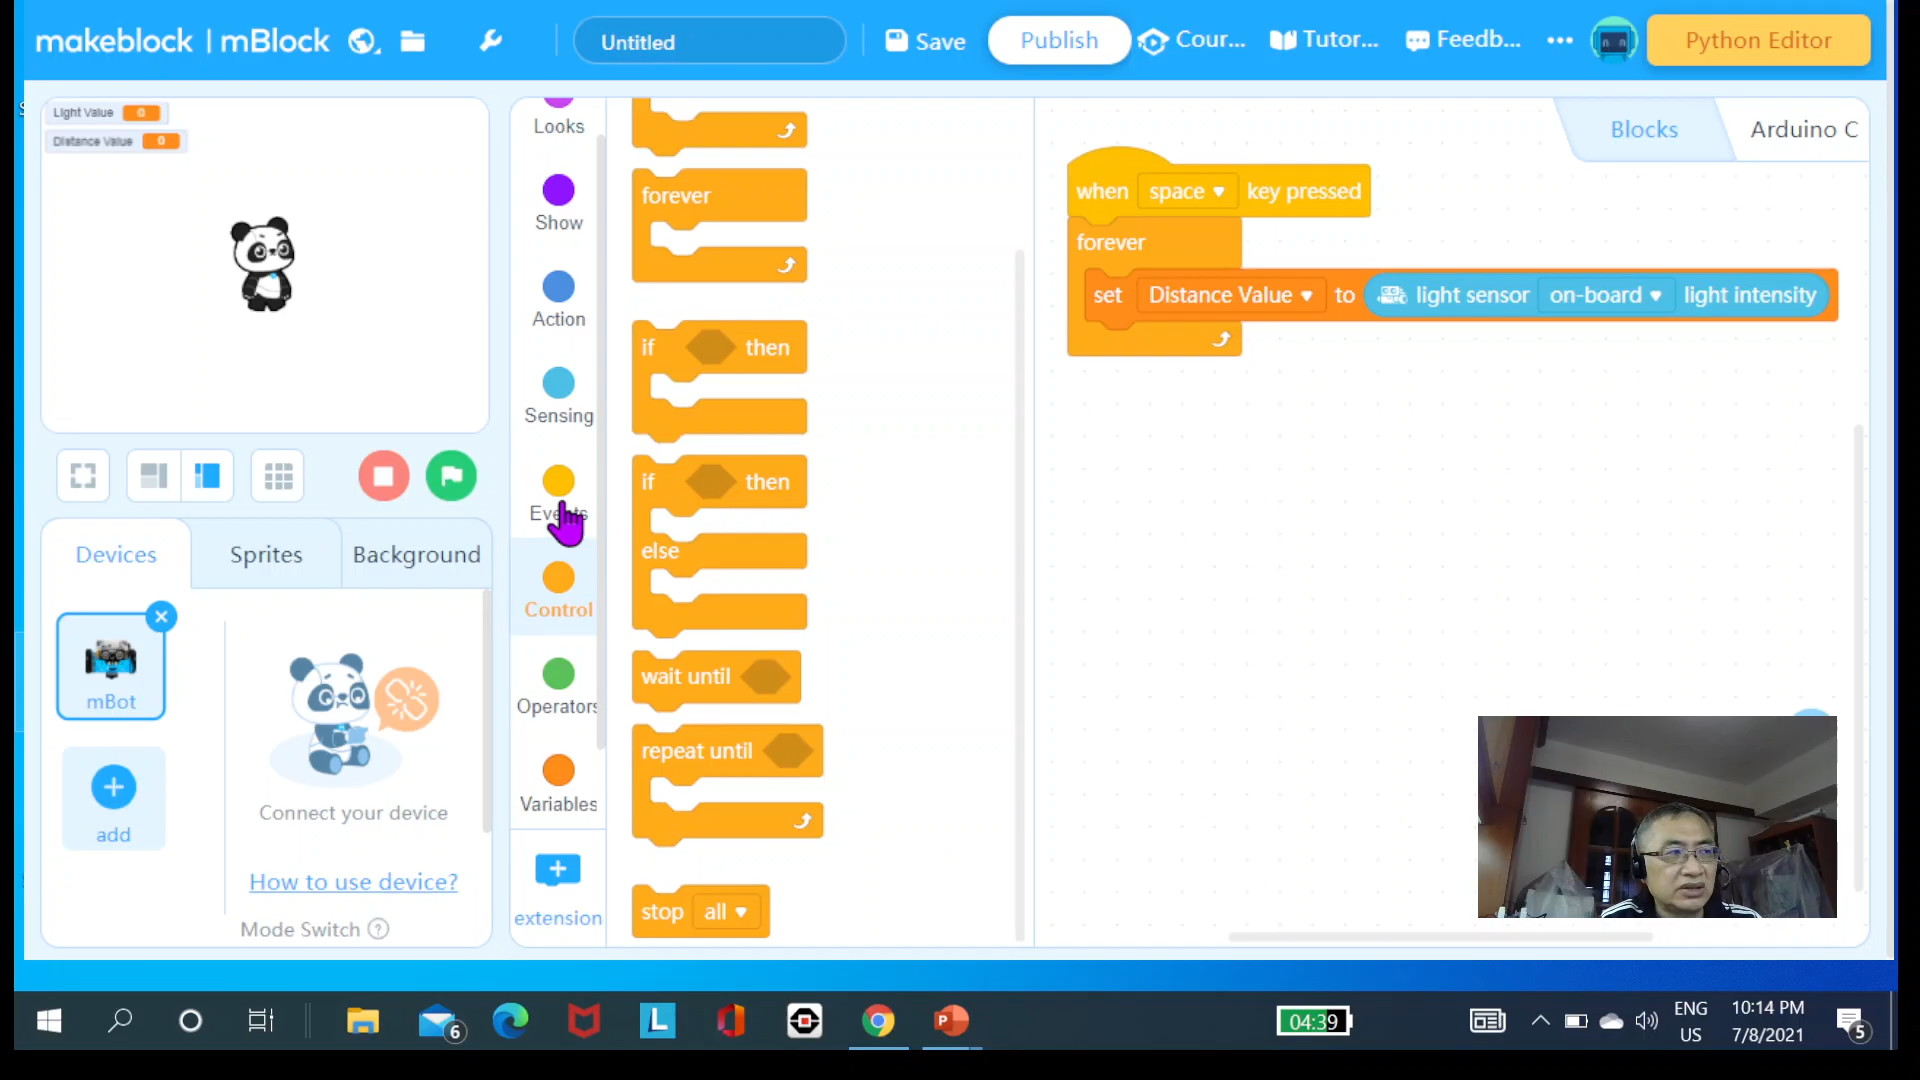 makeblock | mBlock
Untitled
Save
Publish
Cour...
Tutor...
Feedb...
Python Editor
Light Value 0
Distance Value 0
Looks
Show
Action
Sensing
Events
Control
Operators
Variables
extension
forever
if then
if then
else
wait until
repeat until
stop all
Blocks
Arduino C
when space key pressed
forever
set Distance Value to light sensor on-board light intensity
Devices
Sprites
Background
mBot
add
Connect your device
How to use device?
Mode Switch ?
6
L
P
04:39
ENG
US
10:14 PM
7/8/2021
5